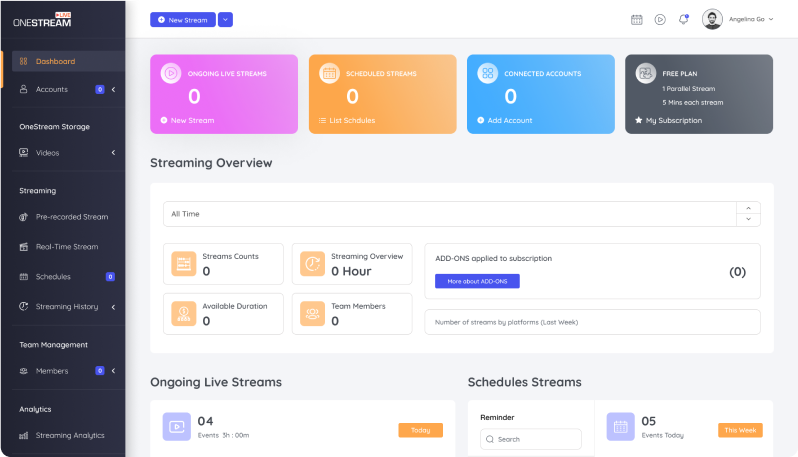 ONESTREAM LIVE
New Stream
Angelina Ga
Dashboard
Accounts 0
OneStream Storage
Videos
Streaming
Pre-recorded Stream
Real-Time Stream
Schedules 0
Streaming History
Team Management
Members 0
Analytics
Streaming Analytics
ONGOING LIVE STREAMS
0
New Stream
SCHEDULED STREAMS
0
List Schdules
CONNECTED ACCOUNTS
0
Add Account
FREE PLAN
1 Parallel Stream
5 Mins each stream
My Subscription
Streaming Overview
All Time
Streams Counts
0
Streaming Overview
0 Hour
Available Duration
0
Team Members
0
ADD-ONS applied to subscription
More about ADD-ONS
(0)
Number of streams by platforms (Last Week)
Ongoing Live Streams
04
Events 3h : 00m
Today
Schedules Streams
Reminder
Search
05
Events Today
This Week